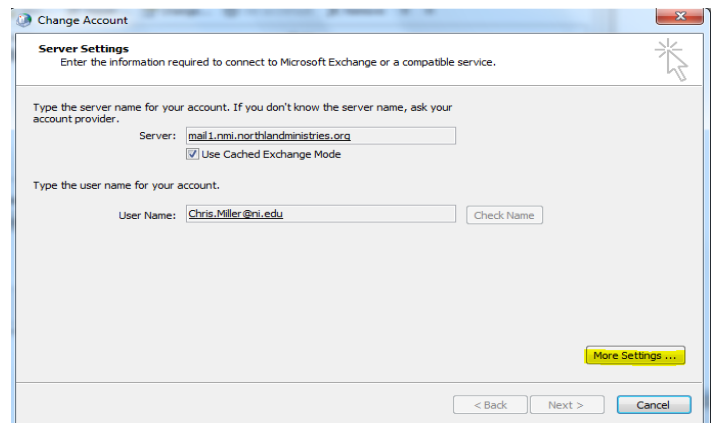 Change Account
Server Settings
Enter the information required to connect to Microsoft Exchange or a compatible service.
Type the server name for your account. If you don't know the server name, ask your
account provider.
Server: mail1.nmi.northlandministries.org
Use Cached Exchange Mode
Type the user name for your account.
User Name: Chris.Miller@ni.edu Check Name
More Settings ...
< Back Next > Cancel